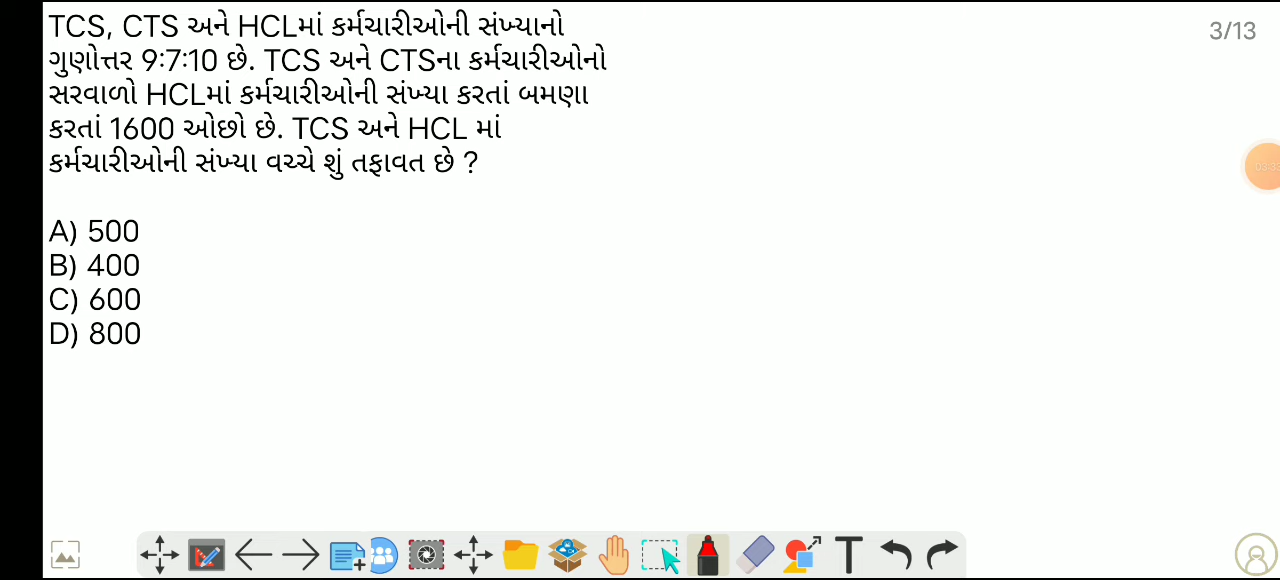 TCS, CTS અને HCLમાં કર્મચારીઓની સંખ્યાનો
3/13
ગુણોત્તર 9:7:10 છે. TCS અને CTSના કર્મચારીઓનો
સરવાળો HCLમાં કર્મચારીઓની સંખ્યા કરતાં બમણા
કરતાં 1600 ઓછો છે. TCS અને HCL માં
કર્મચારીઓની સંખ્યા વચ્ચે શું તફાવત છે ?
A) 500
B) 400
C) 600
D) 800